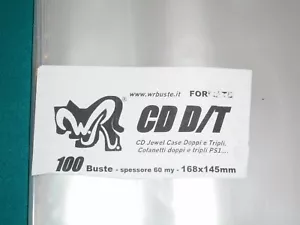 www.wrbuste.it
WR ®
CD D/T
CD Jewel Case Doppi e Tripli,
Cofanetti doppi e tripli PS1...
100 Buste - spessore 60 my - 168x145mm